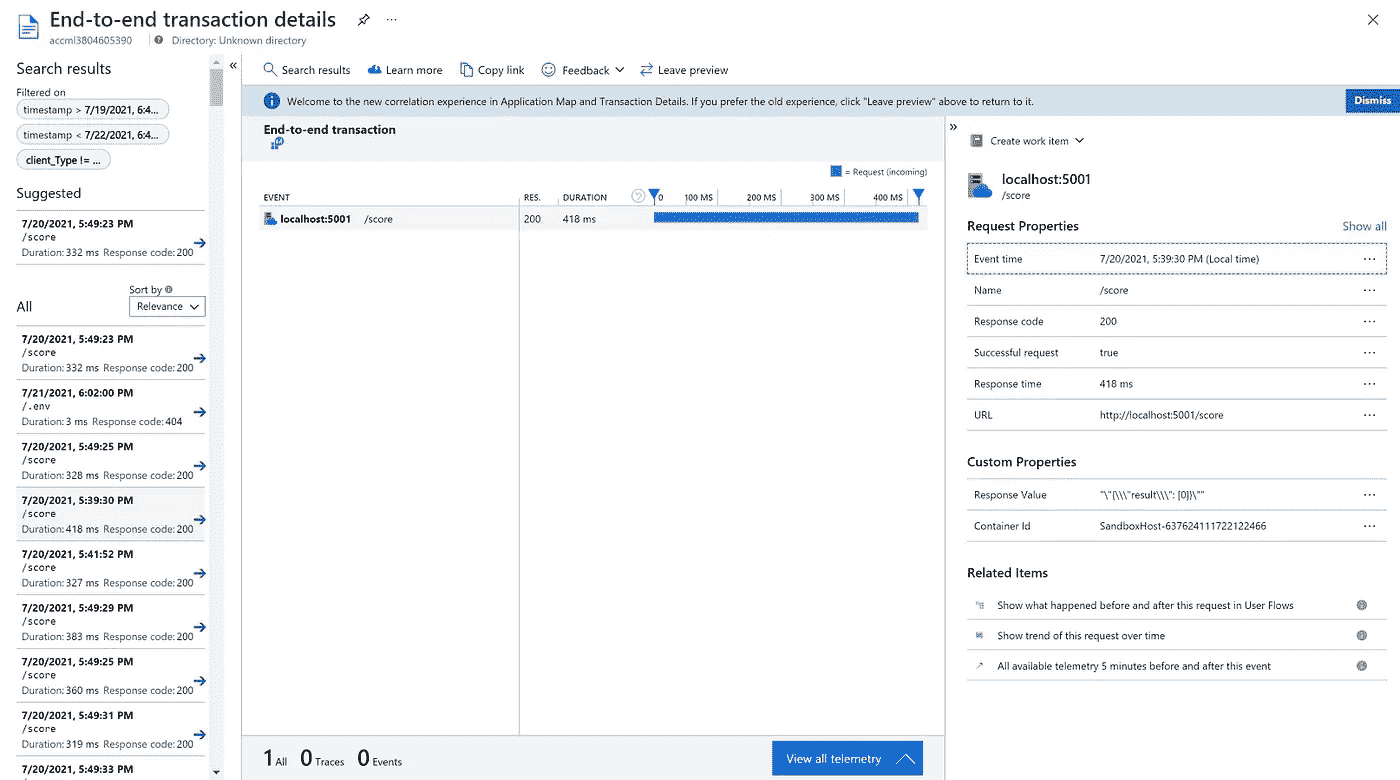 End-to-end transaction details
...
accml3804605390
Directory: Unknown directory
Search results
Filtered on
timestamp > 7/19/2021, 6:4...
timestamp < 7/22/2021, 6:4...
client_Type != ...
Suggested
7/20/2021, 5:49:23 PM
/score
Duration: 332 ms Response code: 200
Sort by
All
Relevance
7/20/2021, 5:49:23 PM
/score
Duration: 332 ms Response code: 200
7/21/2021, 6:02:00 PM
/.env
Duration: 3 ms Response code: 404
7/20/2021, 5:49:25 PM
/score
Duration: 328 ms Response code: 200
7/20/2021, 5:39:30 PM
/score
Duration: 418 ms Response code: 200
7/20/2021, 5:41:52 PM
/score
Duration: 327 ms Response code: 200
7/20/2021, 5:49:29 PM
/score
Duration: 383 ms Response code: 200
7/20/2021, 5:49:25 PM
/score
Duration: 360 ms Response code: 200
7/20/2021, 5:49:31 PM
/score
Duration: 319 ms Response code: 200
7/20/2021, 5:49:33 PM
Search results Learn more Copy link Feedback Leave preview
Welcome to the new correlation experience in Application Map and Transaction Details. If you prefer the old experience, click "Leave preview" above to return to it.
Dismiss
End-to-end transaction
= Request (incoming)
EVENT RES. DURATION 0 100 MS 200 MS 300 MS 400 MS
localhost:5001 /score 200 418 ms
1 All 0 Traces 0 Events
View all telemetry
Create work item
localhost:5001
/score
Request Properties Show all
Event time 7/20/2021, 5:39:30 PM (Local time) ...
Name /score ...
Response code 200 ...
Successful request true ...
Response time 418 ms ...
URL http://localhost:5001/score ...
Custom Properties
Response Value "\"{\\\"result\\\": [0]}\"" ...
Container Id SandboxHost-637624111722122466 ...
Related Items
Show what happened before and after this request in User Flows
Show trend of this request over time
All available telemetry 5 minutes before and after this event